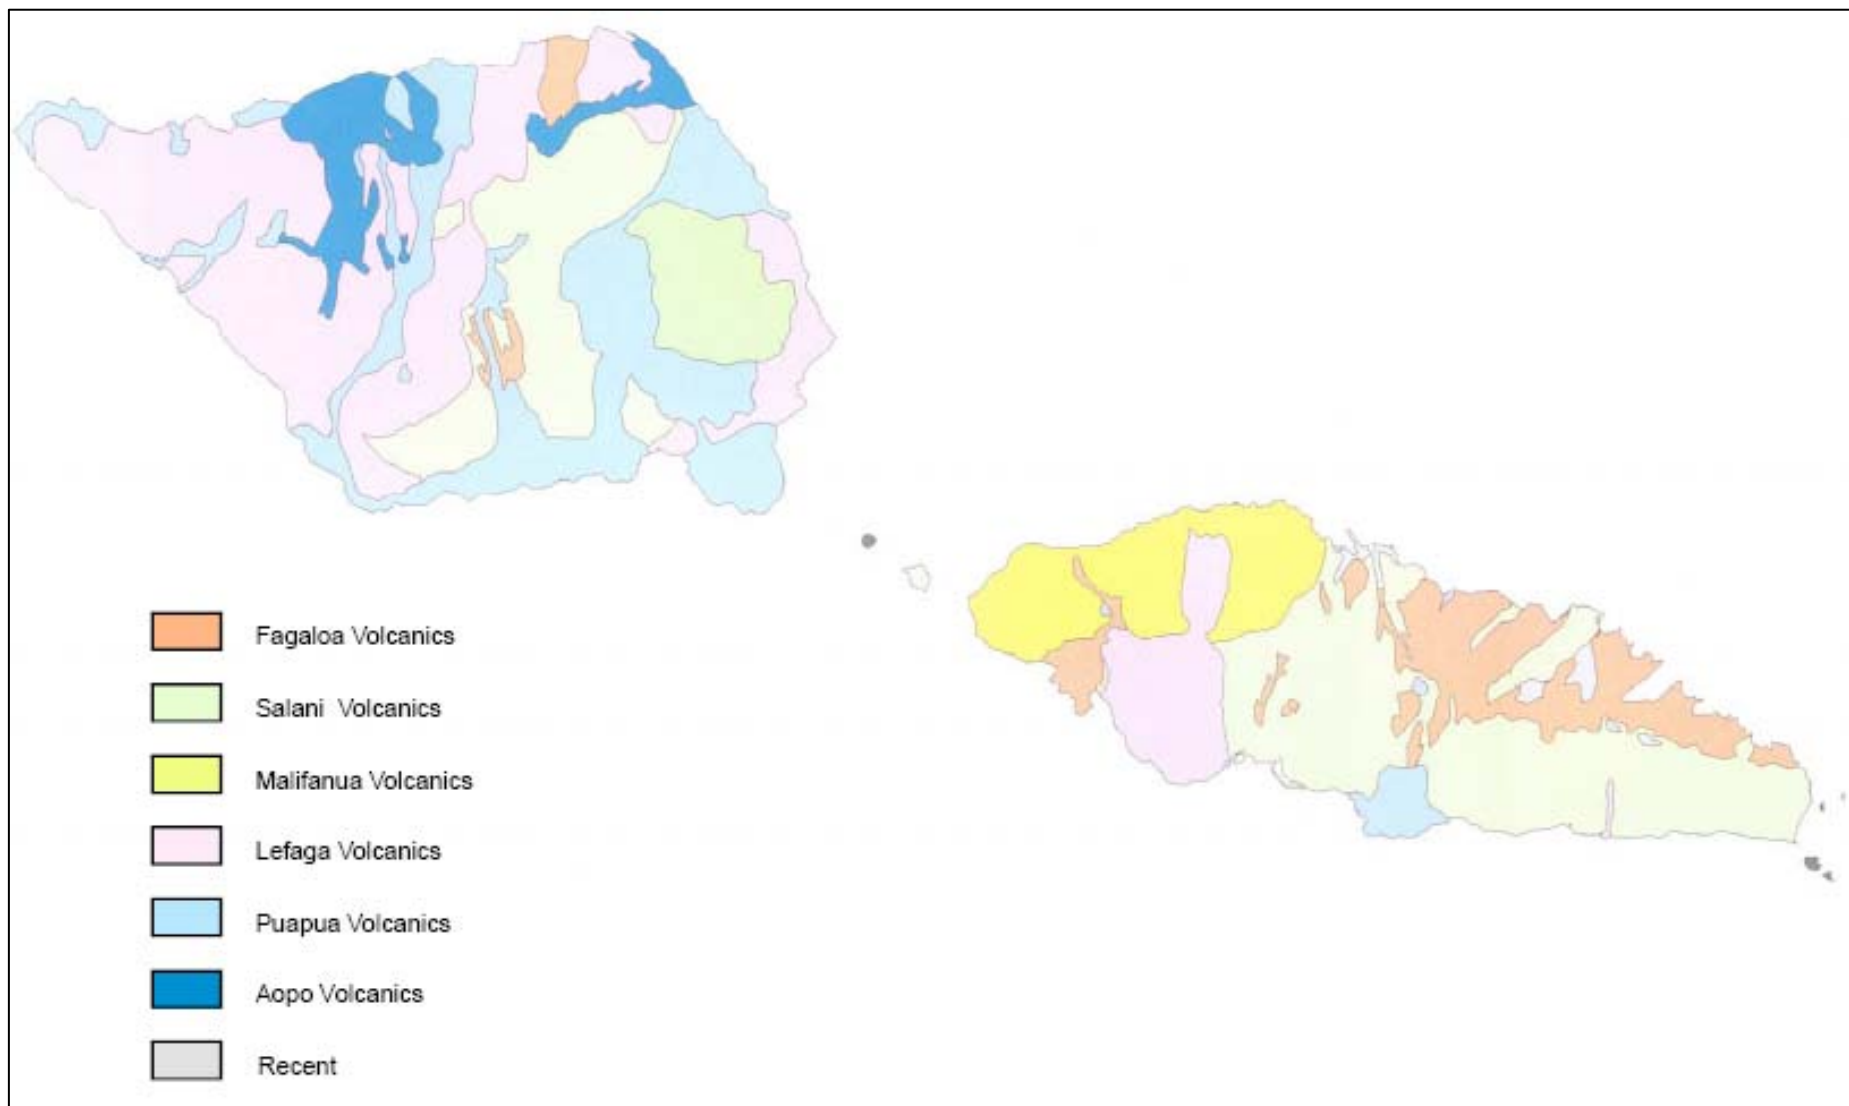 Fagaloa Volcanics
Salani Volcanics
Malifanua Volcanics
Lefaga Volcanics
Puapua Volcanics
Aopo Volcanics
Recent